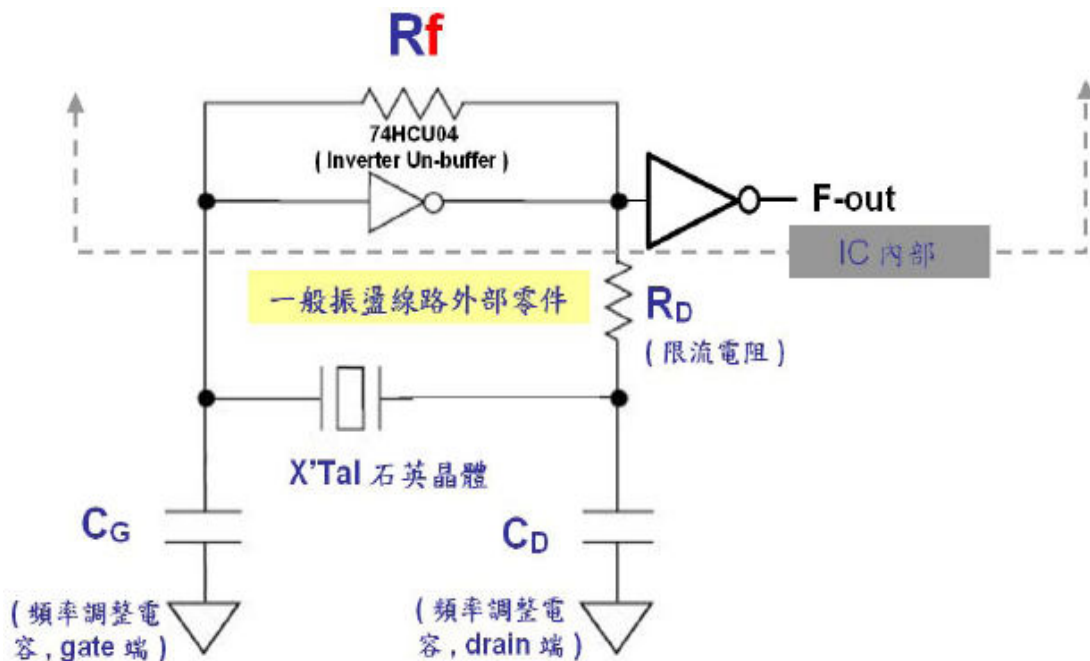 Rf
74HCU04
( Inverter Un-buffer )
F-out
IC 內部
一般振盪線路外部零件
RD
( 限流電阻 )
X'Tal 石英晶體
CG
CD
( 頻率調整電
容 , gate 端 )
( 頻率調整電
容 , drain 端 )